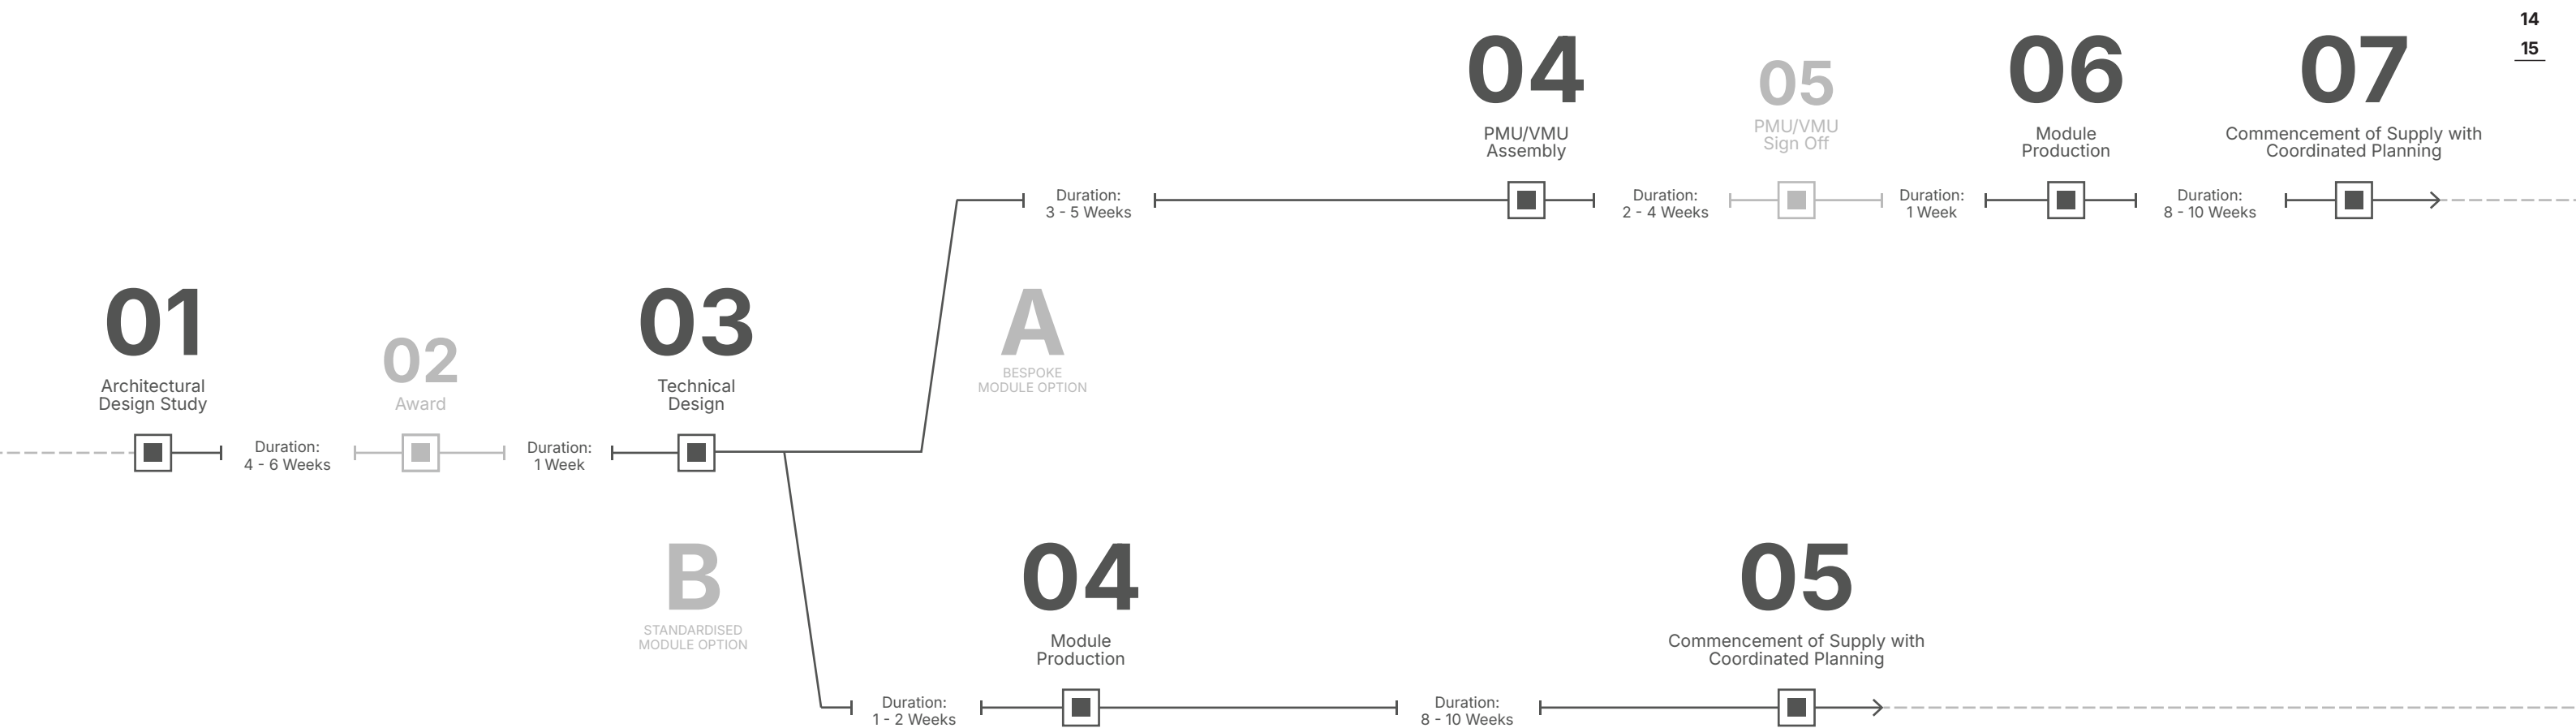 14
15
04
PMU/VMU
Assembly
05
PMU/VMU
Sign Off
06
Module
Production
07
Commencement of Supply with
Coordinated Planning
Duration:
3 - 5 Weeks
Duration:
2 - 4 Weeks
Duration:
1 Week
Duration:
8 - 10 Weeks
01
Architectural
Design Study
02
Award
03
Technical
Design
A
BESPOKE
MODULE OPTION
Duration:
4 - 6 Weeks
Duration:
1 Week
B
STANDARDISED
MODULE OPTION
04
Module
Production
05
Commencement of Supply with
Coordinated Planning
Duration:
1 - 2 Weeks
Duration:
8 - 10 Weeks